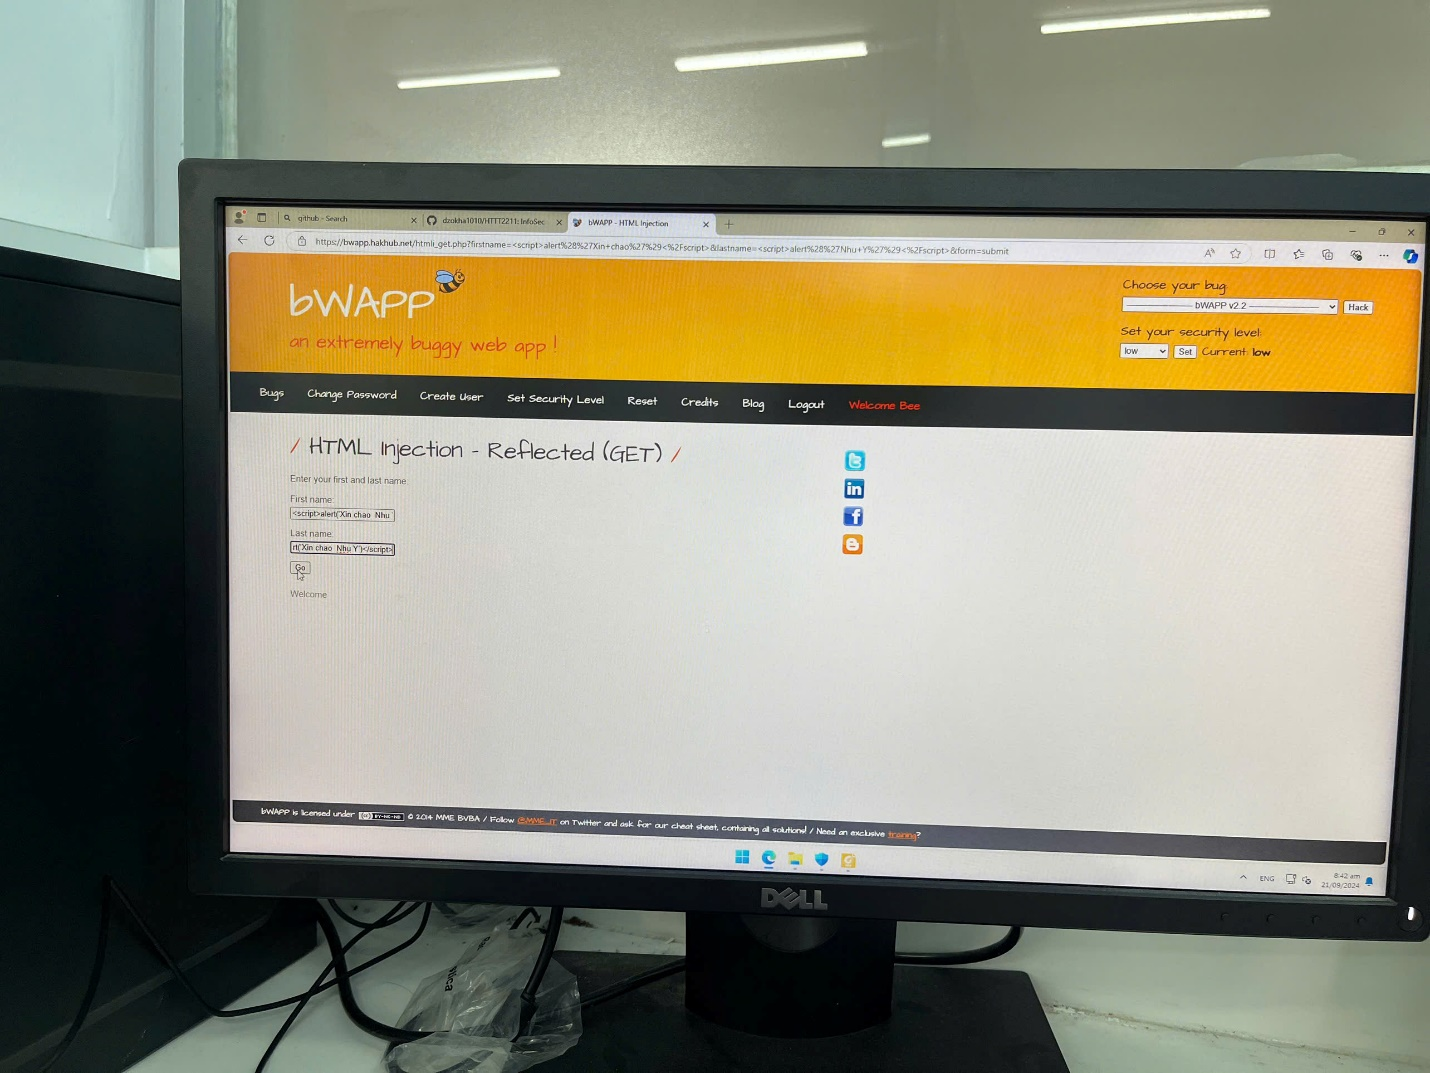 github - Search
dzokha1010/HTTT2211: InfoSec
bWAPP - HTML Injection
https://bwapp.hakhub.net/htmli_get.php?firstname=<script>alert%28%27Xin+chao%27%29<%2Fscript>&lastname=<script>alert%28%27Nhu+Y%27%29<%2Fscript>&form=submit
bWAPP
an extremely buggy web app !
Choose your bug:
bWAPP v2.2
Hack
Set your security level:
low
Set
Current: low
Bugs
Change Password
Create User
Set Security Level
Reset
Credits
Blog
Logout
Welcome Bee
/ HTML Injection - Reflected (GET) /
Enter your first and last name:
First name:
<script>alert('Xin chao Nhu
Last name:
rt('Xin chao Nhu Y')</script>
Go
Welcome
bWAPP is licensed under BY-NC-ND © 2014 MME BVBA / Follow @MME_IT on Twitter and ask for our cheat sheet, containing all solutions! / Need an exclusive training?
ENG
8:42 am
21/09/2024
DELL